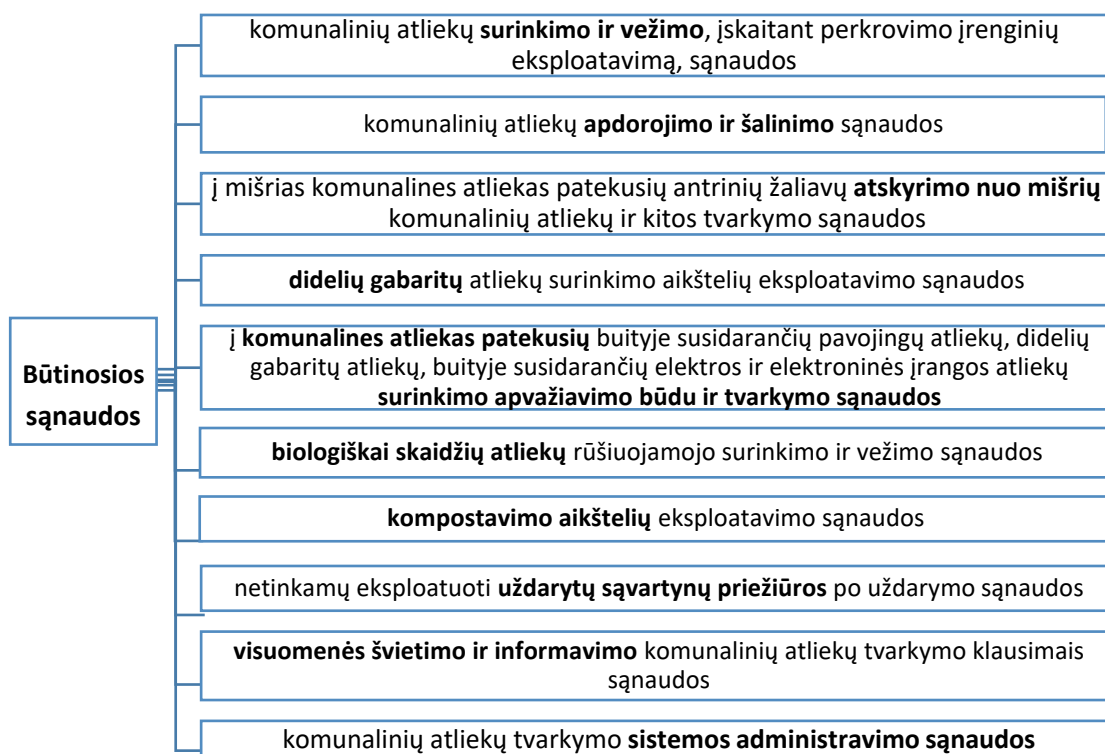 komunalinių atliekų surinkimo ir vežimo, įskaitant perkrovimo įrenginių
eksploatavimą, sąnaudos
komunalinių atliekų apdorojimo ir šalinimo sąnaudos
į mišrias komunalines atliekas patekusių antrinių žaliavų atskyrimo nuo mišrių
komunalinių atliekų ir kitos tvarkymo sąnaudos
didelių gabaritų atliekų surinkimo aikštelių eksploatavimo sąnaudos
Būtinosios
sąnaudos
į komunalines atliekas patekusių buityje susidarančių pavojingų atliekų, didelių
gabaritų atliekų, buityje susidarančių elektros ir elektroninės įrangos atliekų
surinkimo apvažiavimo būdu ir tvarkymo sąnaudos
biologiškai skaidžių atliekų rūšiuojamojo surinkimo ir vežimo sąnaudos
kompostavimo aikštelių eksploatavimo sąnaudos
netinkamų eksploatuoti uždarytų sąvartynų priežiūros po uždarymo sąnaudos
visuomenės švietimo ir informavimo komunalinių atliekų tvarkymo klausimais
sąnaudos
komunalinių atliekų tvarkymo sistemos administravimo sąnaudos